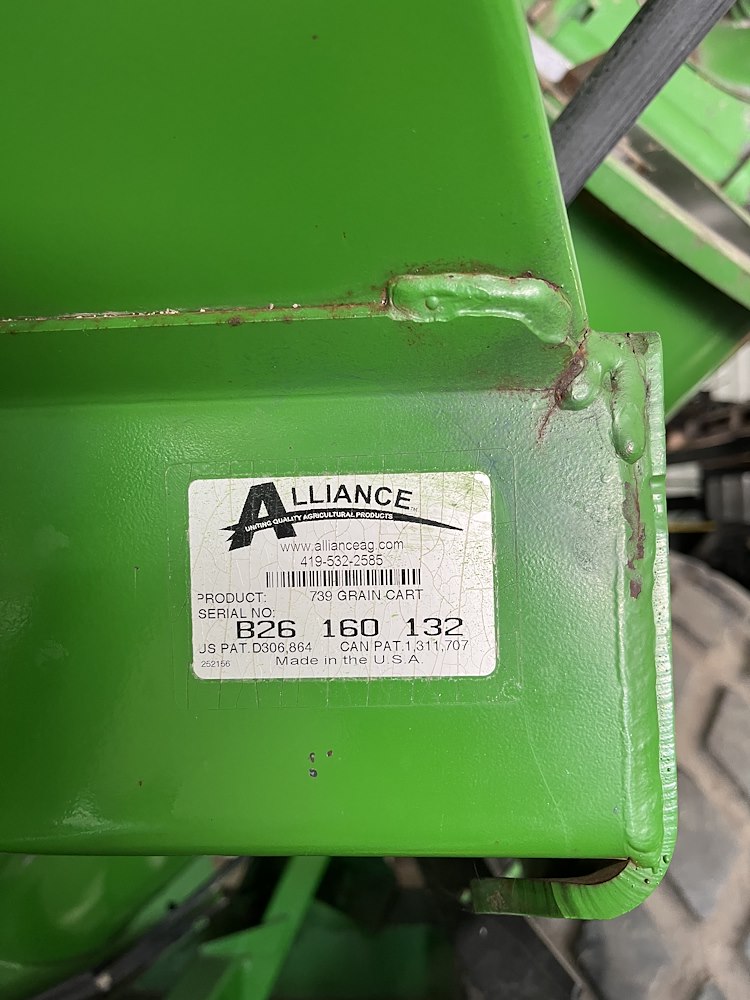 ALLIANCE™
UNITING QUALITY AGRICULTURAL PRODUCTS
www.allianceag.com
419-532-2585
PRODUCT: 739 GRAIN CART
SERIAL NO:
B26 160 132
US PAT.D306,864 CAN PAT.1,311,707
252156 Made in the U.S.A.